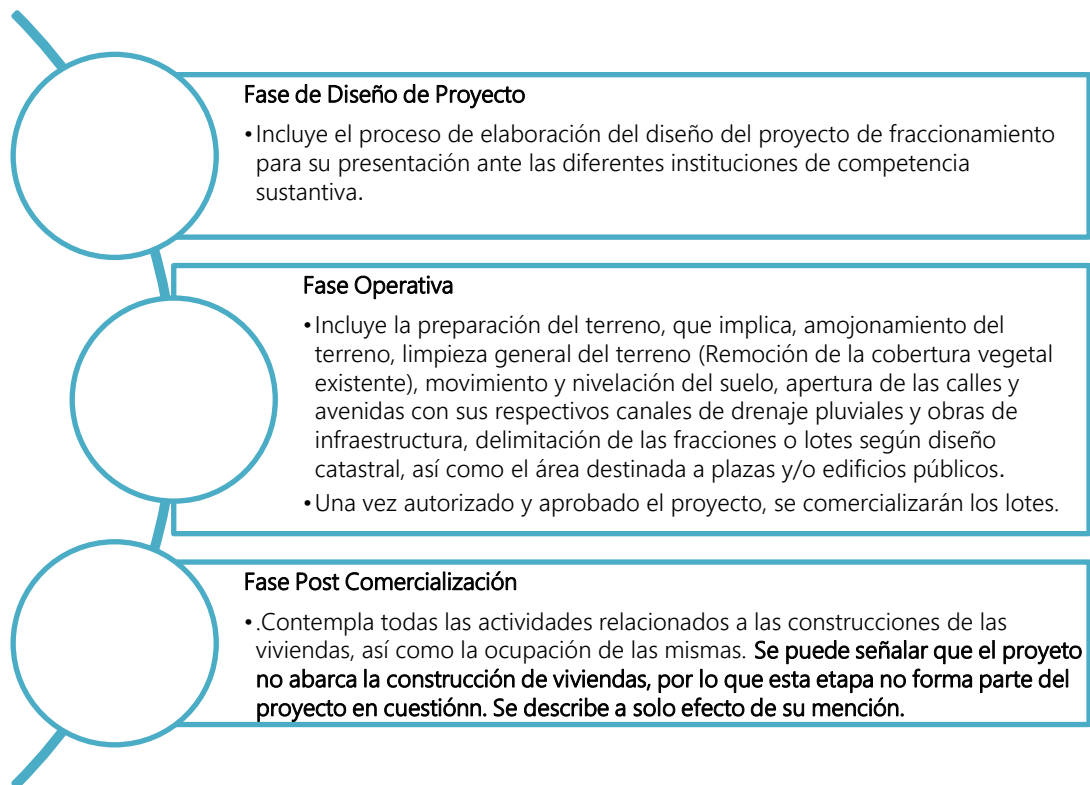 Fase de Diseño de Proyecto
•Incluye el proceso de elaboración del diseño del proyecto de fraccionamiento
para su presentación ante las diferentes instituciones de competencia
sustantiva.
Fase Operativa
•Incluye la preparación del terreno, que implica, amojonamiento del
terreno, limpieza general del terreno (Remoción de la cobertura vegetal
existente), movimiento y nivelación del suelo, apertura de las calles y
avenidas con sus respectivos canales de drenaje pluviales y obras de
infraestructura, delimitación de las fracciones o lotes según diseño
catastral, así como el área destinada a plazas y/o edificios públicos.
•Una vez autorizado y aprobado el proyecto, se comercializarán los lotes.
Fase Post Comercialización
•.Contempla todas las actividades relacionados a las construcciones de las
viviendas, así como la ocupación de las mismas. Se puede señalar que el proyeto
no abarca la construcción de viviendas, por lo que esta etapa no forma parte del
proyecto en cuestiónn. Se describe a solo efecto de su mención.